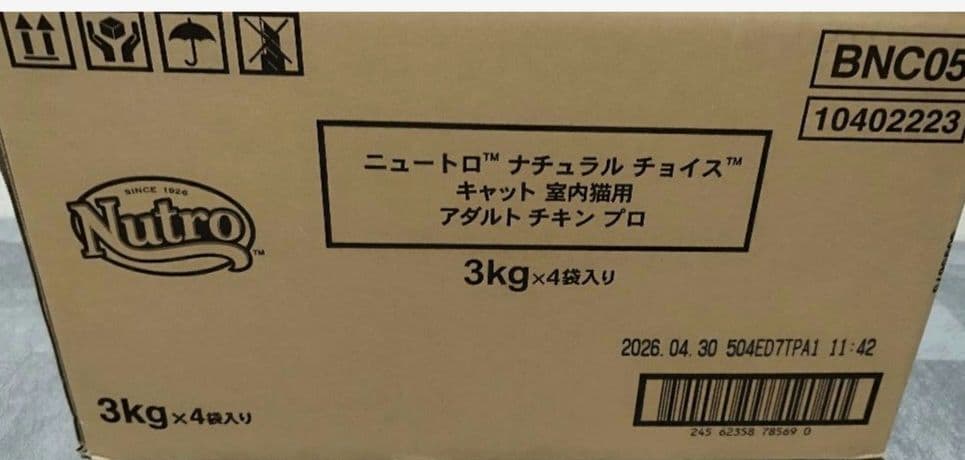 BNC05
10402223
SINCE 1926
Nutro™
ニュートロ™ ナチュラル チョイス™
キャット 室内猫用
アダルト チキン プロ
3kg×4袋入り
2026.04.30 504ED7TPA1 11:42
3kg×4袋入り
245 62358 78569 0